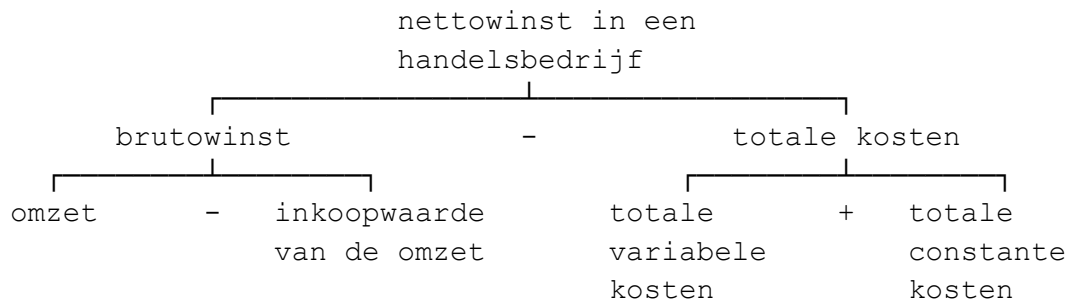 nettowinst in een
handelsbedrijf
brutowinst - totale kosten
omzet - inkoopwaarde totale + totale
van de omzet variabele constante
kosten kosten